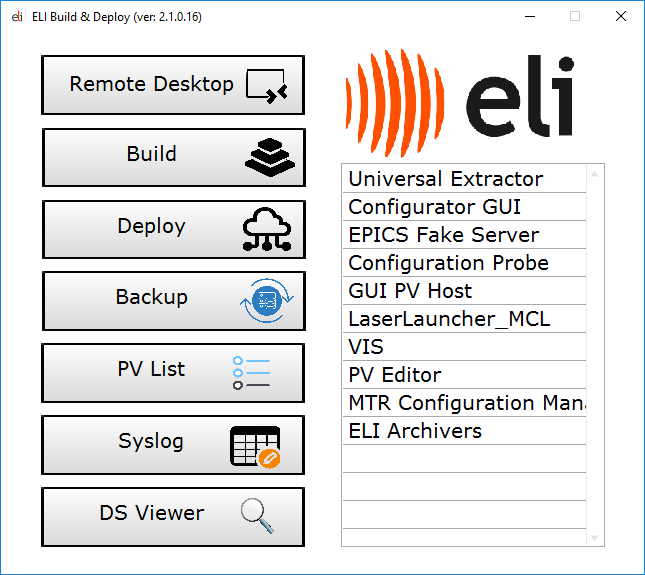 eli ELI Build & Deploy (ver: 2.1.0.16)
Remote Desktop
Build
Deploy
Backup
PV List
Syslog
DS Viewer
eli
Universal Extractor
Configurator GUI
EPICS Fake Server
Configuration Probe
GUI PV Host
LaserLauncher_MCL
VIS
PV Editor
MTR Configuration Mana
ELI Archivers